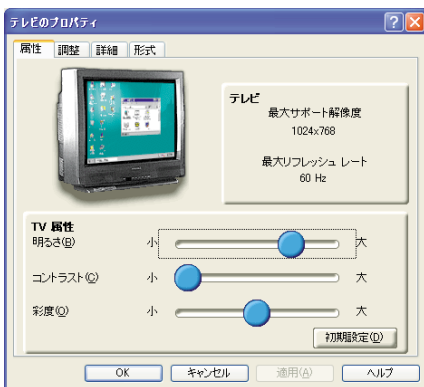 テレビのプロパティ
属性 調整 詳細 形式
テレビ
最大サポート解像度
1024x768
最大リフレッシュ レート
60 Hz
TV 属性
明るさ(B) 小 大
コントラスト(C) 小 大
彩度(O) 小 大
初期設定(D)
OK キャンセル 適用(A) ヘルプ